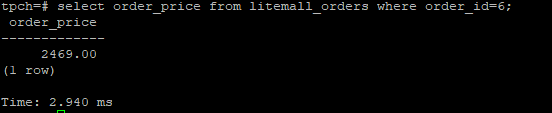 tpch=# select order_price from litemall_orders where order_id=6;
order_price
-------------
2469.00
(1 row)
Time: 2.940 ms